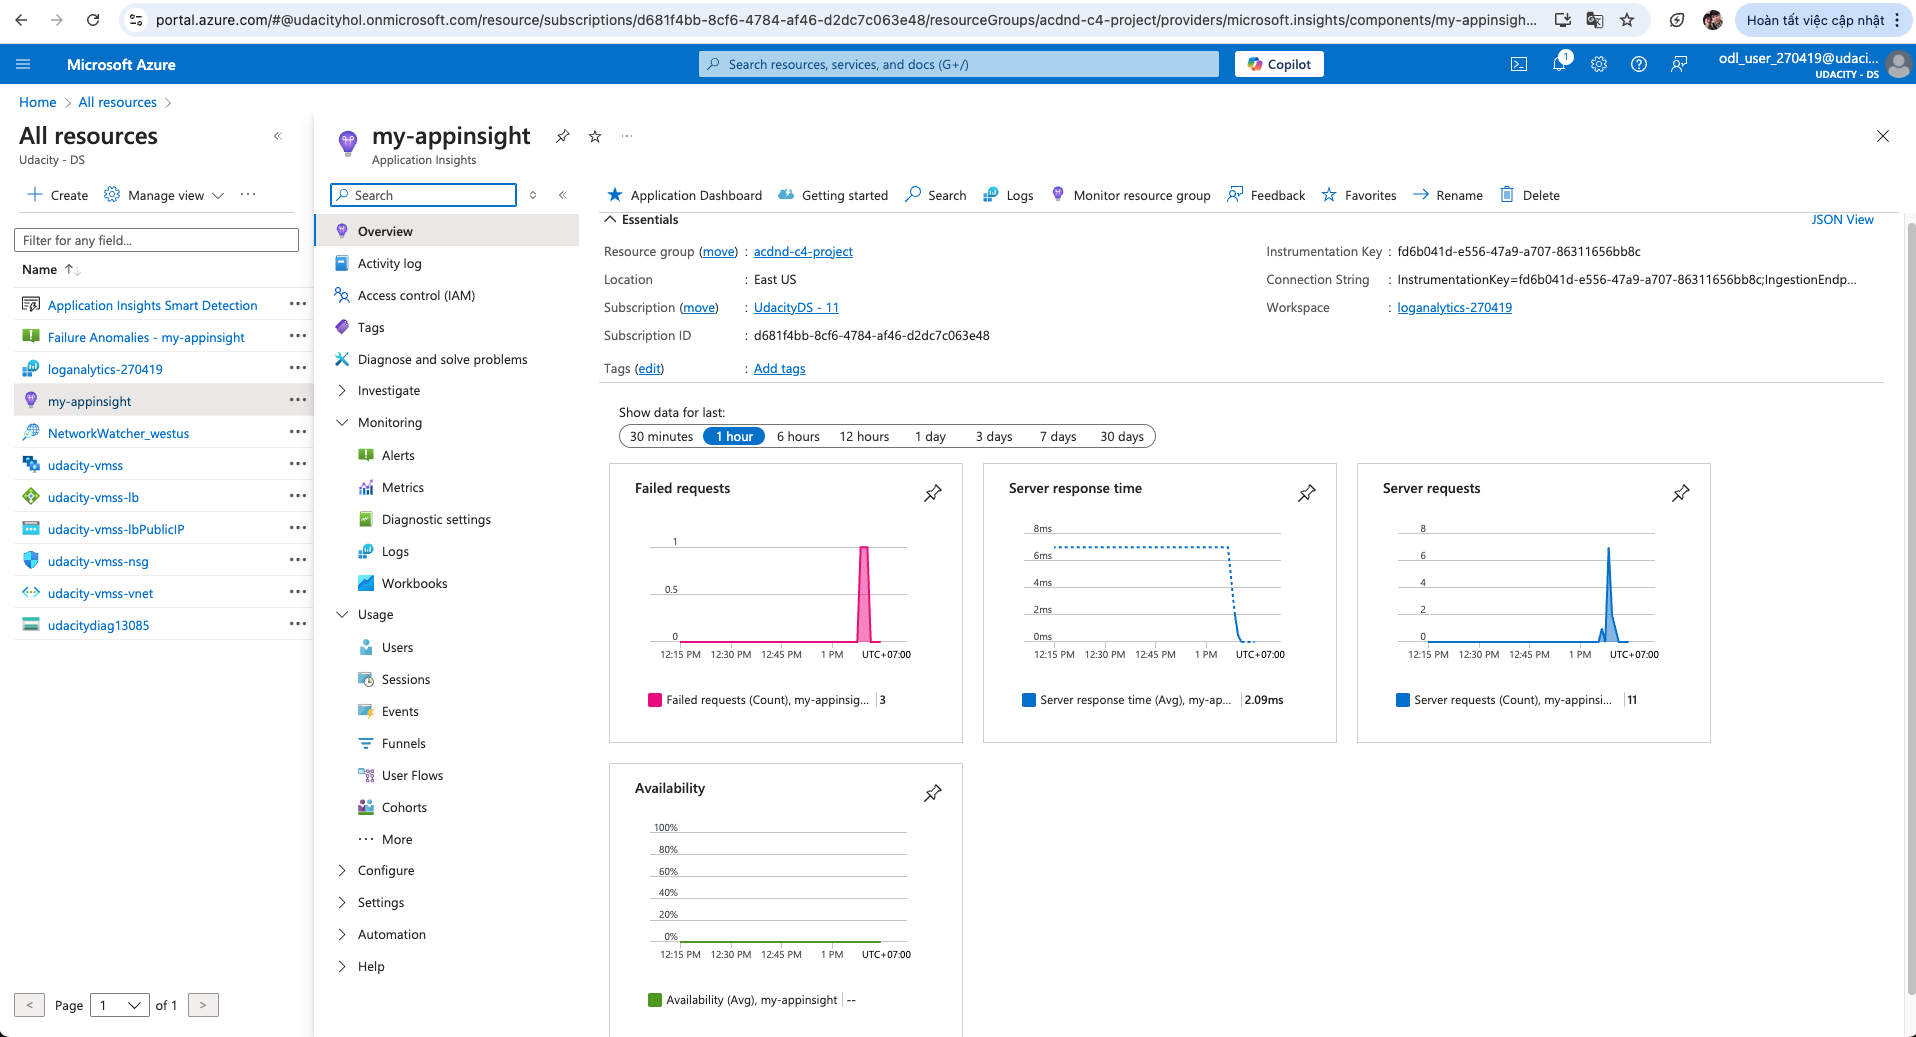 portal.azure.com/#@udacityhol.onmicrosoft.com/resource/subscriptions/d681f4bb-8cf6-4784-af46-d2dc7c063e48/resourceGroups/acdnd-c4-project/providers/microsoft.insights/components/my-appinsigh...
Hoàn tất việc cập nhật
Microsoft Azure
Search resources, services, and docs (G+/)
Copilot
1
odl_user_270419@udaci...
UDACITY - DS
Home > All resources >
All resources
Udacity - DS
Create
Manage view
Filter for any field...
Name
Application Insights Smart Detection
Failure Anomalies - my-appinsight
loganalytics-270419
my-appinsight
NetworkWatcher_westus
udacity-vmss
udacity-vmss-lb
udacity-vmss-lbPublicIP
udacity-vmss-nsg
udacity-vmss-vnet
udacitydiag13085
< Page 1 of 1 >
my-appinsight
Application Insights
Search
Overview
Activity log
Access control (IAM)
Tags
Diagnose and solve problems
Investigate
Monitoring
Alerts
Metrics
Diagnostic settings
Logs
Workbooks
Usage
Users
Sessions
Events
Funnels
User Flows
Cohorts
More
Configure
Settings
Automation
Help
Application Dashboard Getting started Search Logs Monitor resource group Feedback Favorites Rename Delete
Essentials
JSON View
Resource group (move) : acdnd-c4-project
Location : East US
Subscription (move) : UdacityDS - 11
Subscription ID : d681f4bb-8cf6-4784-af46-d2dc7c063e48
Tags (edit) : Add tags
Instrumentation Key : fd6b041d-e556-47a9-a707-86311656bb8c
Connection String : InstrumentationKey=fd6b041d-e556-47a9-a707-86311656bb8c;IngestionEndp...
Workspace : loganalytics-270419
Show data for last:
30 minutes 1 hour 6 hours 12 hours 1 day 3 days 7 days 30 days
Failed requests
1
0.5
0
12:15 PM 12:30 PM 12:45 PM 1 PM UTC+07:00
Failed requests (Count), my-appinsig... 3
Server response time
8ms
6ms
4ms
2ms
0ms
12:15 PM 12:30 PM 12:45 PM 1 PM UTC+07:00
Server response time (Avg), my-ap... 2.09ms
Server requests
8
6
4
2
0
12:15 PM 12:30 PM 12:45 PM 1 PM UTC+07:00
Server requests (Count), my-appinsi... 11
Availability
100%
80%
60%
40%
20%
0%
12:15 PM 12:30 PM 12:45 PM 1 PM UTC+07:00
Availability (Avg), my-appinsight --